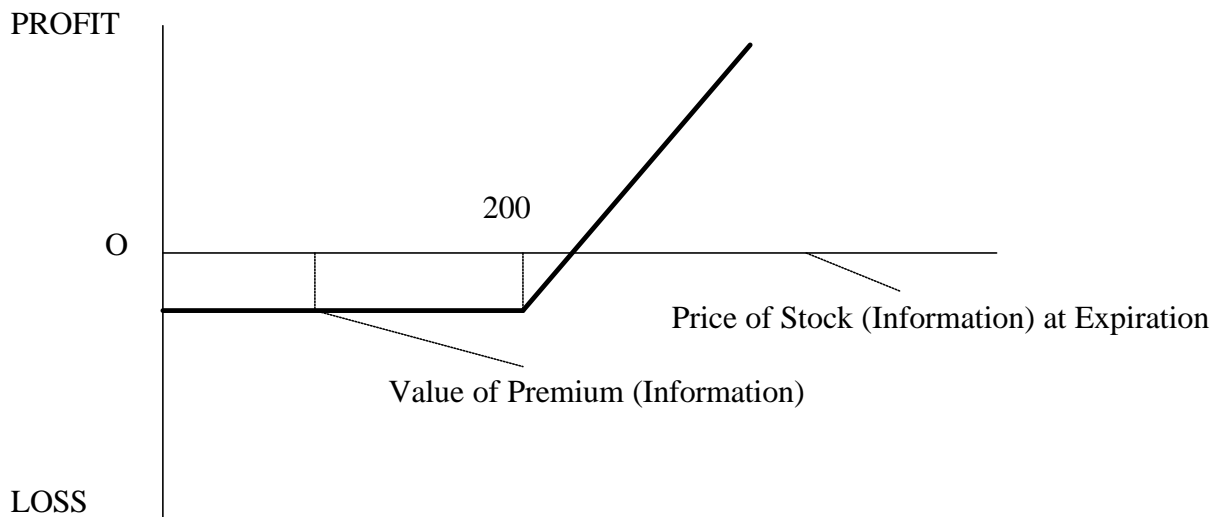 PROFIT
200
O
Price of Stock (Information) at Expiration
Value of Premium (Information)
LOSS